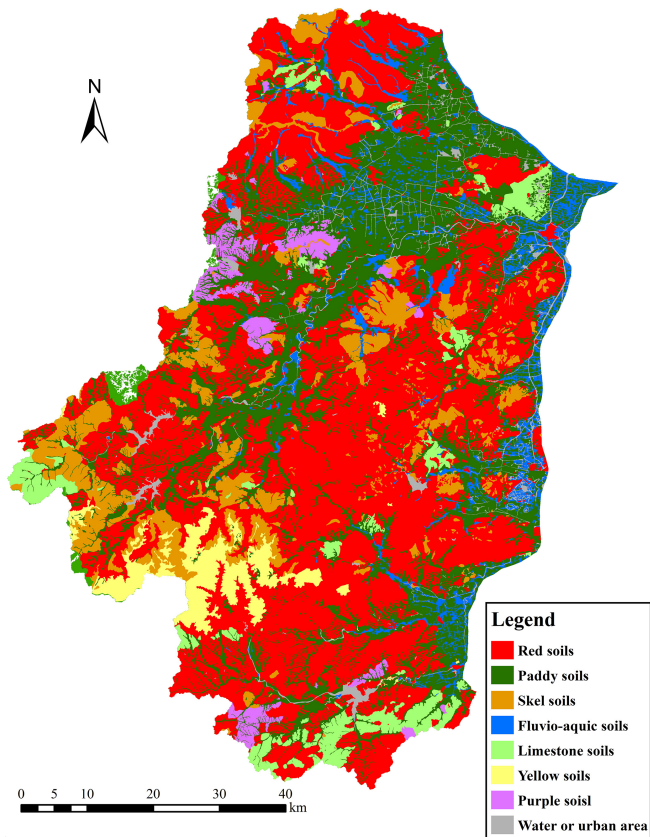 N
Legend
Red soils
Paddy soils
Skel soils
Fluvio-aquic soils
Limestone soils
Yellow soils
Purple soisl
Water or urban area
0 5 10 20 30 40
km